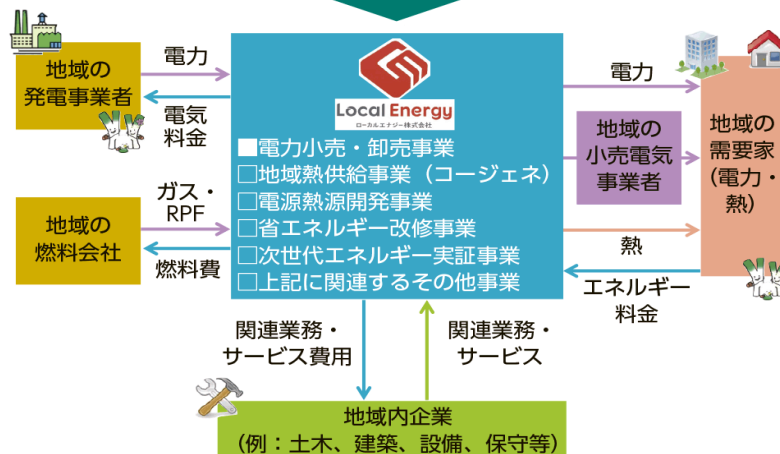 地域の
発電事業者
電力
電気
料金
地域の
燃料会社
ガス・
RPF
燃料費
Local Energy
ローカルエナジー株式会社
■電力小売・卸売事業
□地域熱供給事業（コージェネ）
□電源熱源開発事業
□省エネルギー改修事業
□次世代エネルギー実証事業
□上記に関連するその他事業
電力
地域の
小売電気
事業者
熱
エネルギー
料金
地域の
需要家
（電力・
熱）
関連業務・
サービス費用
関連業務・
サービス
地域内企業
（例：土木、建築、設備、保守等）